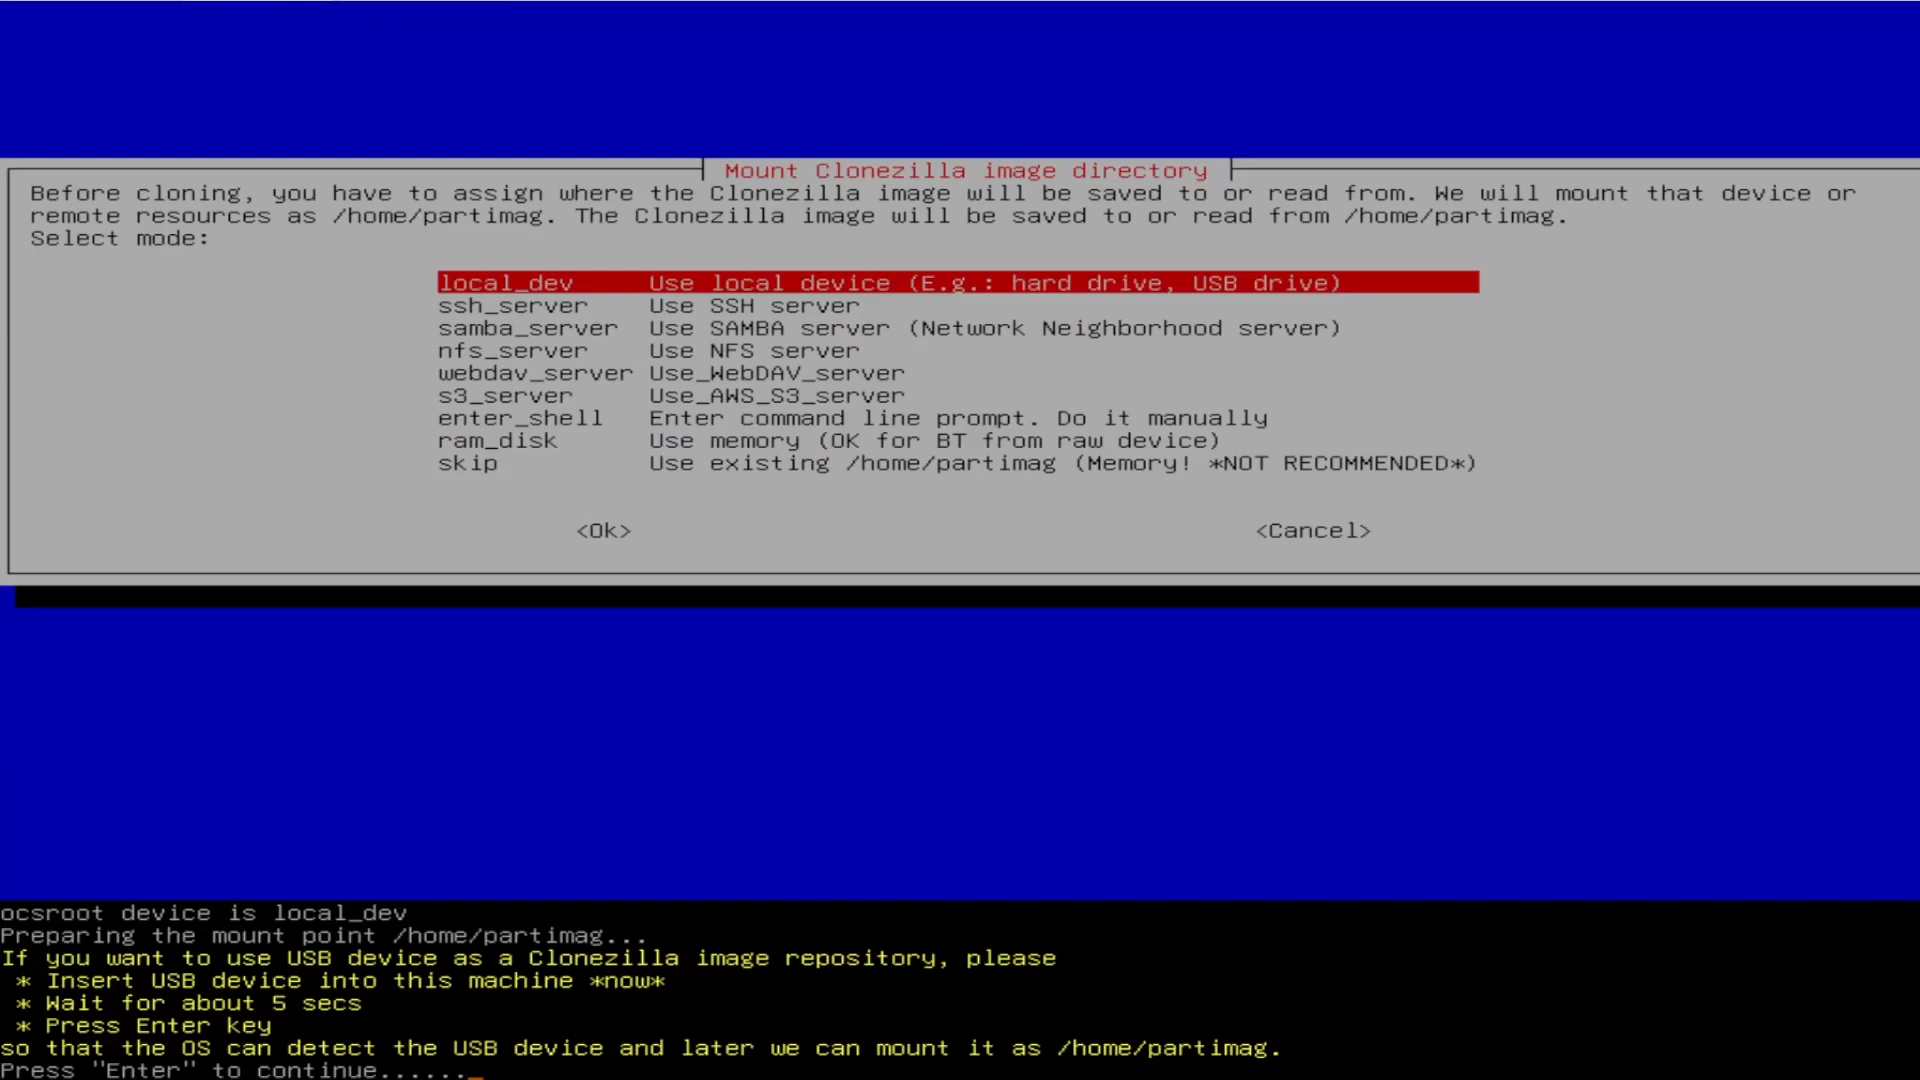 Mount Clonezilla image directory
Before cloning, you have to assign where the Clonezilla image will be saved to or read from. We will mount that device or
remote resources as /home/partimag. The Clonezilla image will be saved to or read from /home/partimag.
Select mode:
local_dev Use local device (E.g.: hard drive, USB drive)
ssh_server Use SSH server
samba_server Use SAMBA server (Network Neighborhood server)
nfs_server Use NFS server
webdav_server Use_WebDAV_server
s3_server Use_AWS_S3_server
enter_shell Enter command line prompt. Do it manually
ram_disk Use memory (OK for BT from raw device)
skip Use existing /home/partimag (Memory! *NOT RECOMMENDED*)
<Ok> <Cancel>
ocsroot device is local_dev
Preparing the mount point /home/partimag...
If you want to use USB device as a Clonezilla image repository, please
* Insert USB device into this machine *now*
* Wait for about 5 secs
* Press Enter key
so that the OS can detect the USB device and later we can mount it as /home/partimag.
Press "Enter" to continue......